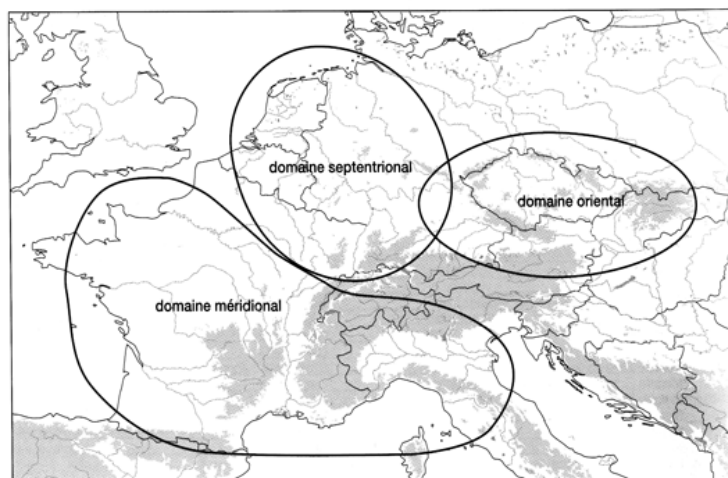 domaine septentrional
domaine oriental
domaine méridional